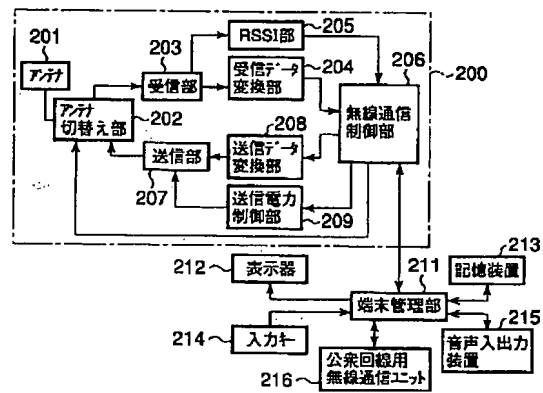 201
アンテナ
203
受信部
RSSI部
205
受信データ
変換部
204
206
200
アンテナ
切替え部
202
208
無線通信
制御部
送信部
207
送信データ
変換部
送信電力
制御部
209
212
表示器
211
213
記憶装置
端末管理部
214
入力キー
215
音声入出力
装置
216
公衆回線用
無線通信ユニット